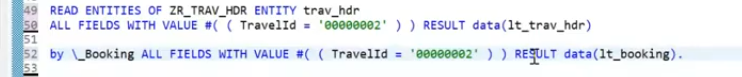 49 READ ENTITIES OF ZR_TRAV_HDR ENTITY trav_hdr
50 ALL FIELDS WITH VALUE #( ( TravelId = '00000002' ) ) RESULT data(lt_trav_hdr)
51
52 by \_Booking ALL FIELDS WITH VALUE #( ( TravelId = '00000002' ) ) RESULT data(lt_booking).
53